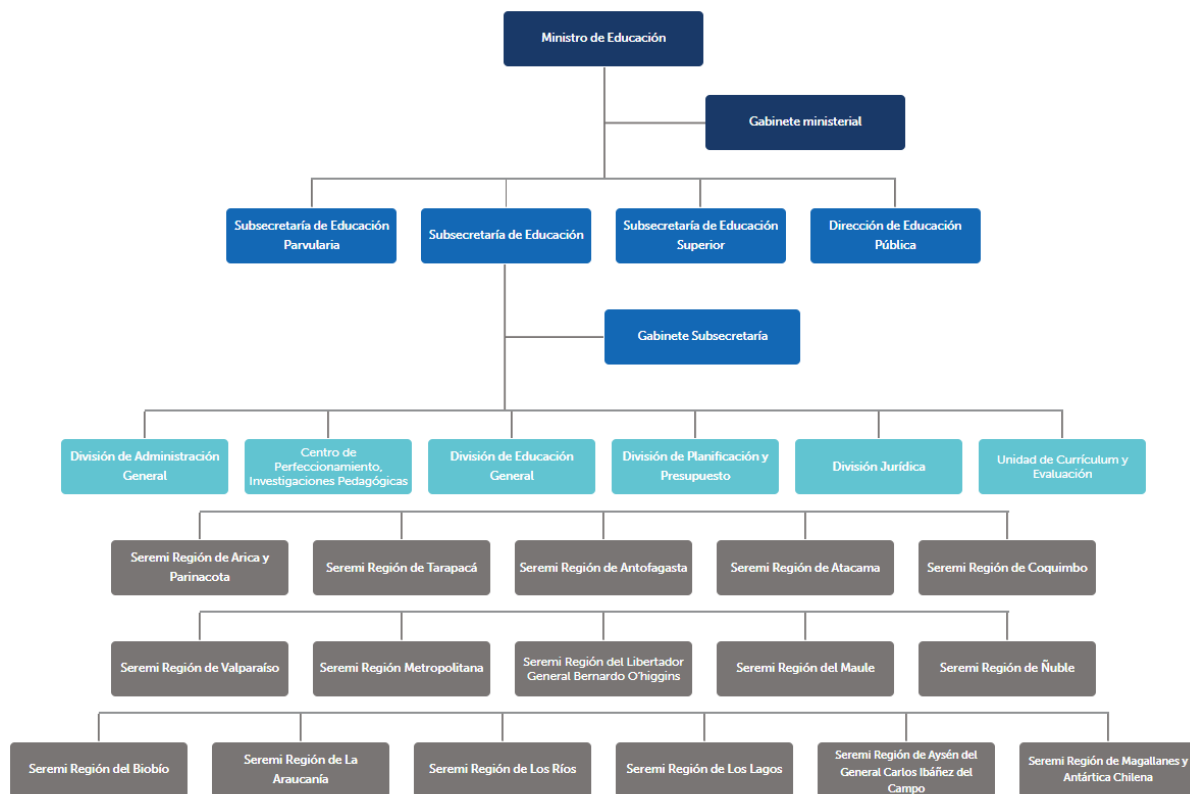 Ministro de Educación
Gabinete ministerial
Subsecretaría de Educación
Parvularia
Subsecretaría de Educación
Subsecretaría de Educación
Superior
Dirección de Educación
Pública
Gabinete Subsecretaría
División de Administración
General
Centro de
Perfeccionamiento,
Investigaciones Pedagógicas
División de Educación
General
División de Planificación y
Presupuesto
División Jurídica
Unidad de Currículum y
Evaluación
Seremi Región de Arica y
Parinacota
Seremi Región de Tarapacá
Seremi Región de Antofagasta
Seremi Región de Atacama
Seremi Región de Coquimbo
Seremi Región de Valparaíso
Seremi Región Metropolitana
Seremi Región del Libertador
General Bernardo O'higgins
Seremi Región del Maule
Seremi Región de Ñuble
Seremi Región del Biobío
Seremi Región de La
Araucanía
Seremi Región de Los Ríos
Seremi Región de Los Lagos
Seremi Región de Aysén del
General Carlos Ibáñez del
Campo
Seremi Región de Magallanes y
Antártica Chilena